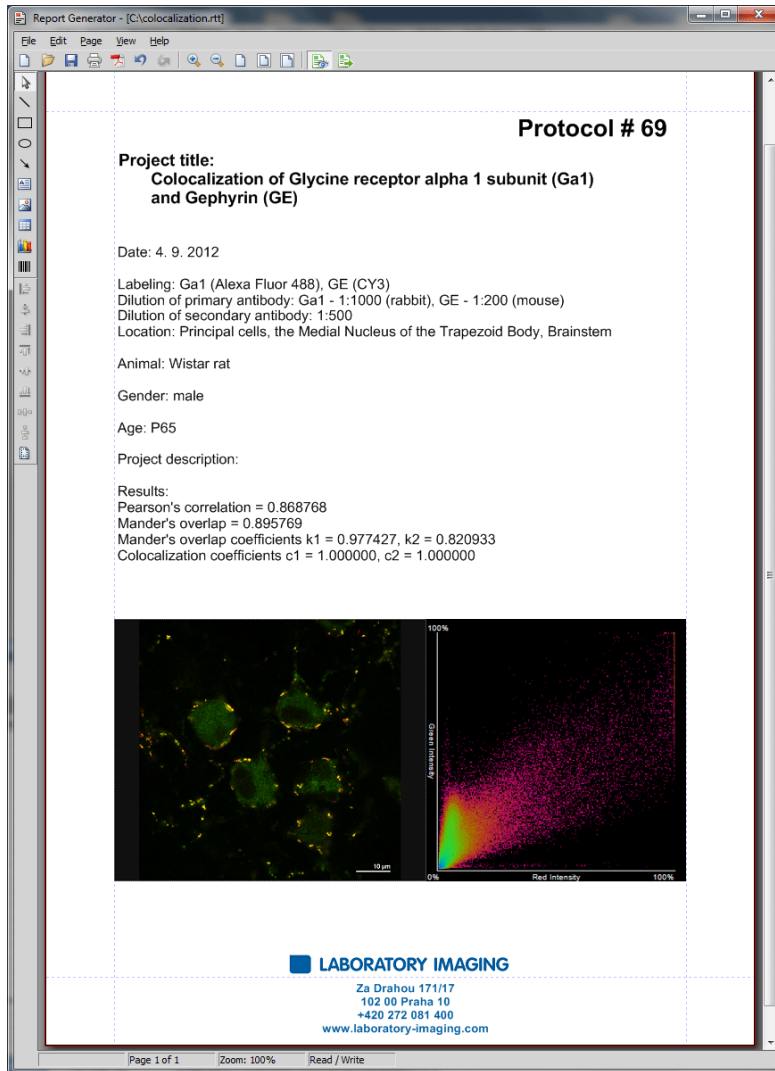 Report Generator - [C:\colocalization.rtt]
File Edit Page View Help
Protocol # 69
Project title:
Colocalization of Glycine receptor alpha 1 subunit (Ga1)
and Gephyrin (GE)
Date: 4. 9. 2012
Labeling: Ga1 (Alexa Fluor 488), GE (CY3)
Dilution of primary antibody: Ga1 - 1:1000 (rabbit), GE - 1:200 (mouse)
Dilution of secondary antibody: 1:500
Location: Principal cells, the Medial Nucleus of the Trapezoid Body, Brainstem
Animal: Wistar rat
Gender: male
Age: P65
Project description:
Results:
Pearson's correlation = 0.868768
Mander's overlap = 0.895769
Mander's overlap coefficients k1 = 0.977427, k2 = 0.820933
Colocalization coefficients c1 = 1.000000, c2 = 1.000000
10 µm
100%
Green Intensity
0% Red Intensity 100%
LABORATORY IMAGING
Za Drahou 171/17
102 00 Praha 10
+420 272 081 400
www.laboratory-imaging.com
Page 1 of 1 Zoom: 100% Read / Write